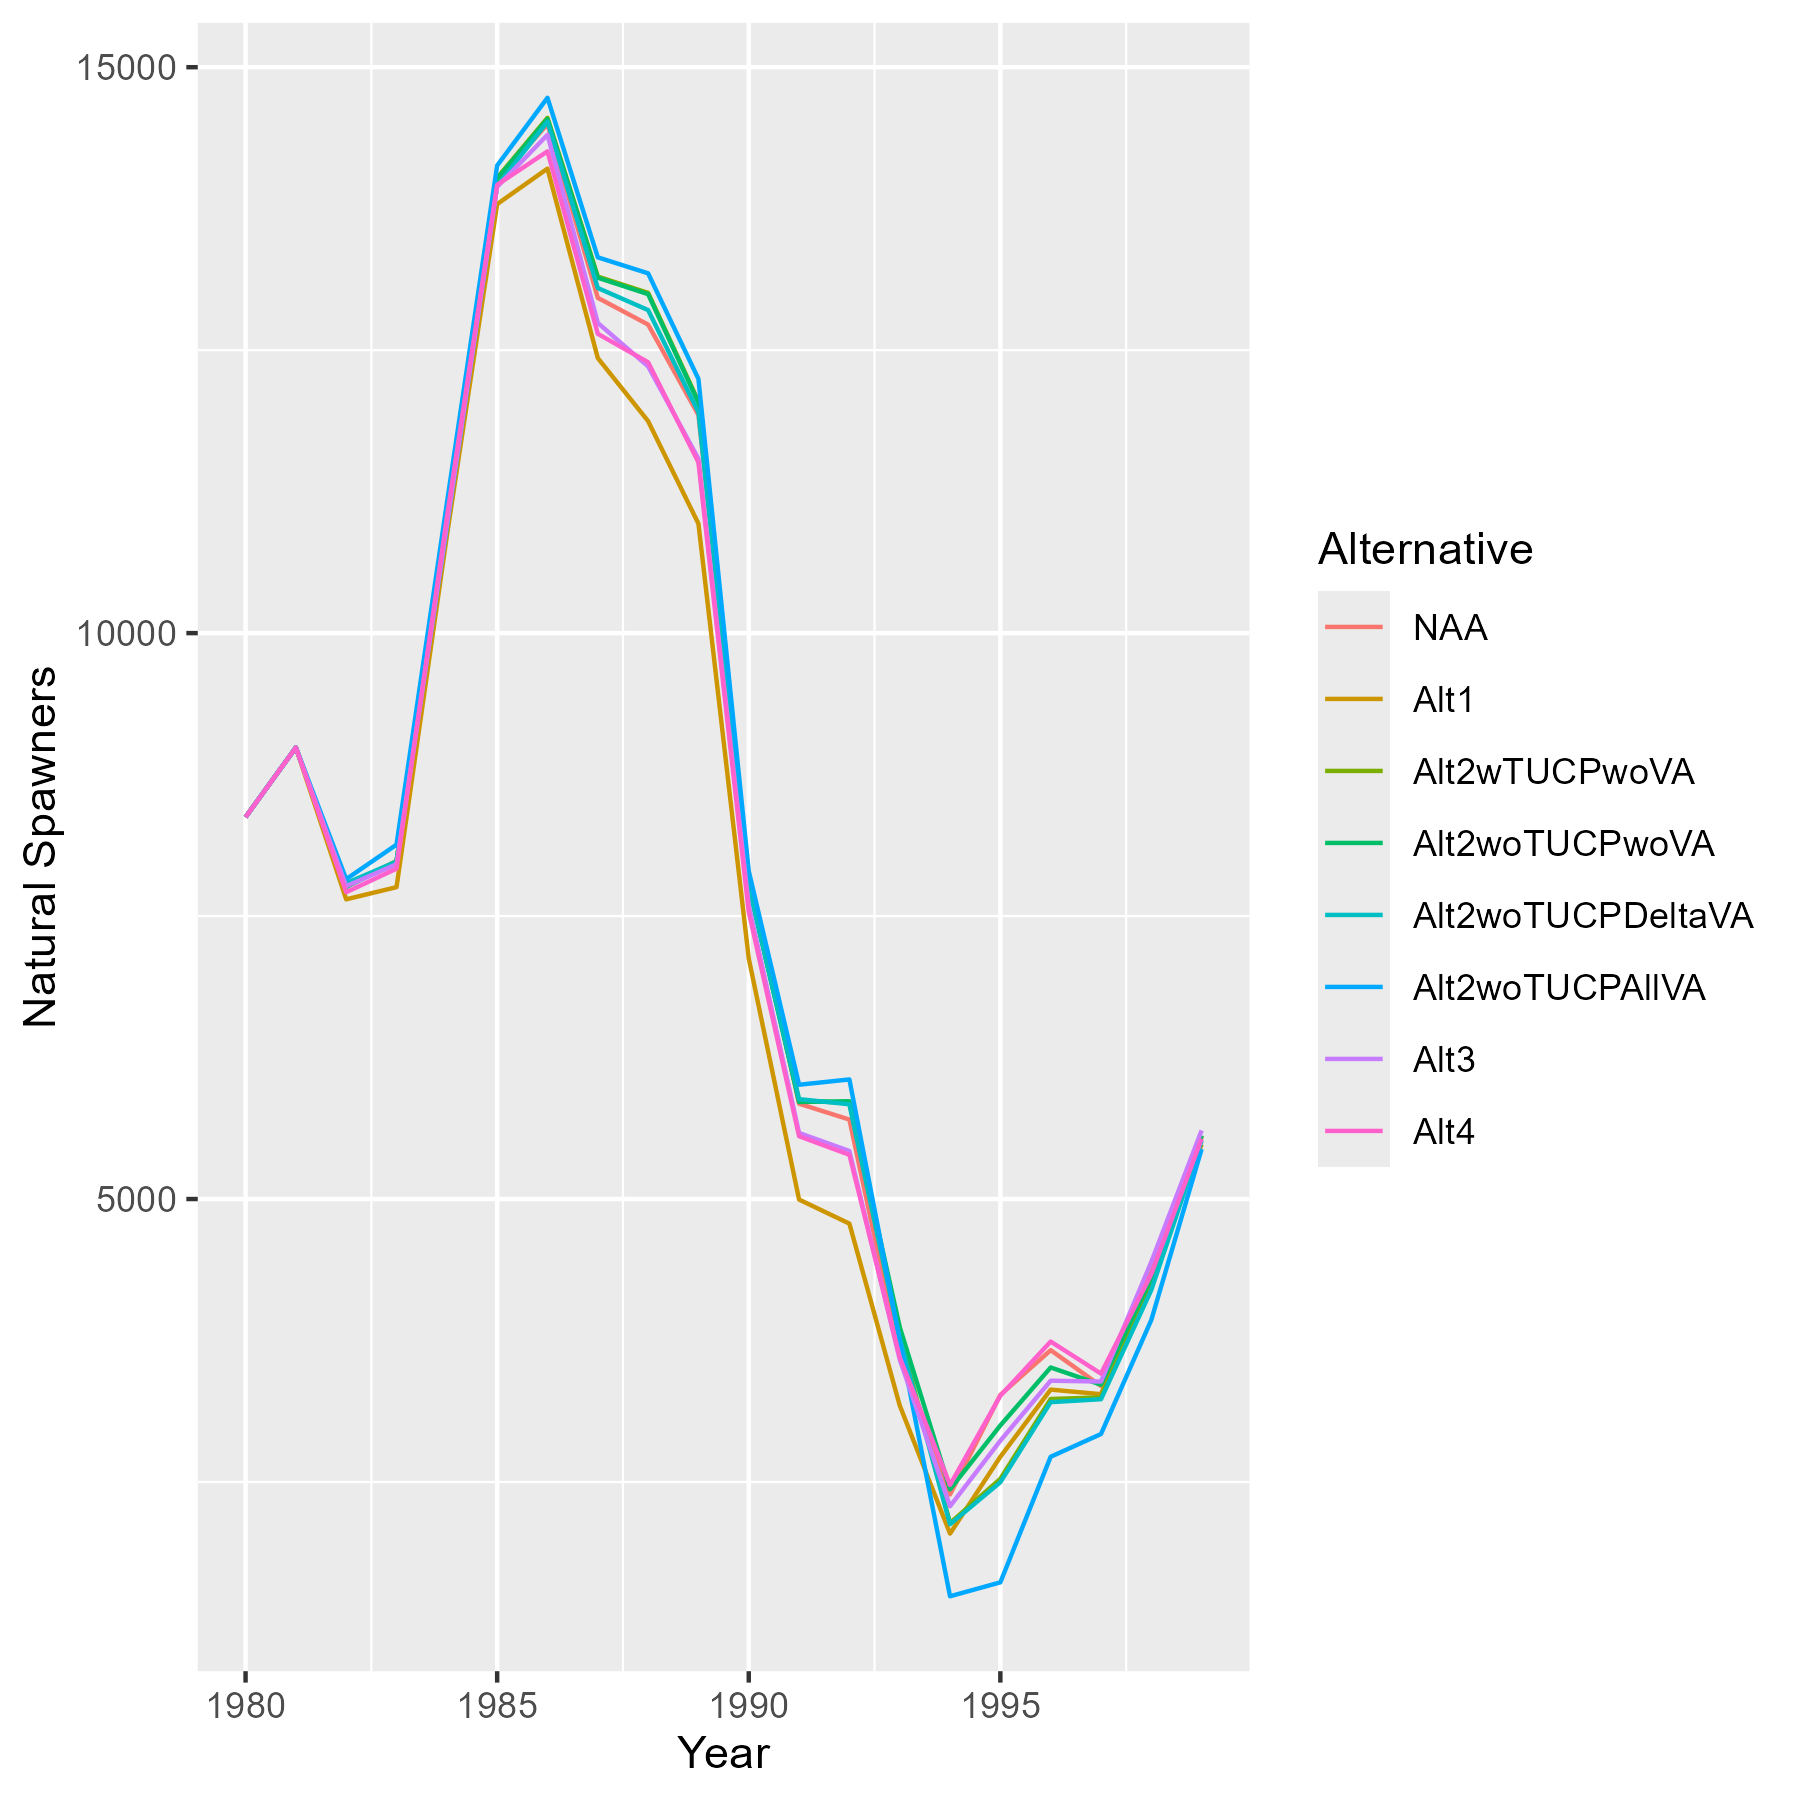 15000
10000
5000
Natural Spawners
1980
1985
1990
1995
Year
Alternative
NAA
Alt1
Alt2wTUCPwoVA
Alt2woTUCPwoVA
Alt2woTUCPDeltaVA
Alt2woTUCPAllVA
Alt3
Alt4